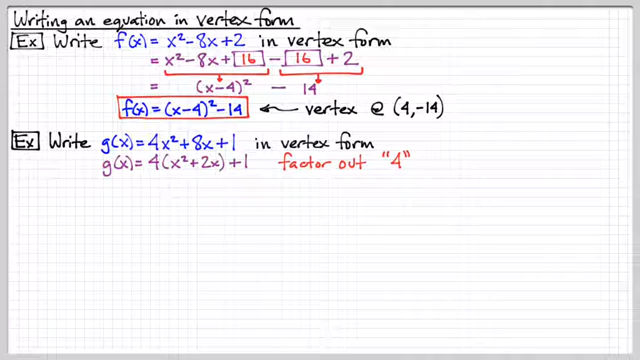 Writing an equation in vertex form
Ex Write f(x) = x² - 8x + 2 in vertex form
= x² - 8x + 16 - 16 + 2
= (x-4)² - 14
f(x) = (x-4)² - 14 ← vertex @ (4,-14)
Ex Write g(x) = 4x² + 8x + 1 in vertex form
g(x) = 4(x² + 2x) + 1 factor out "4"